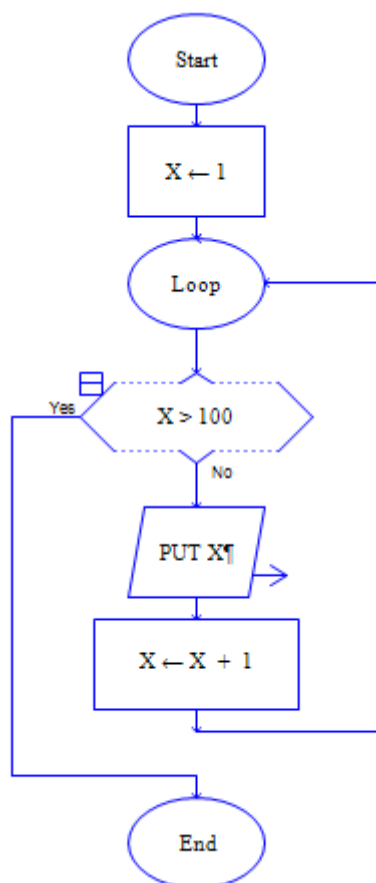 Start
X ← 1
Loop
X > 100
Yes
No
PUT X¶
X ← X + 1
End